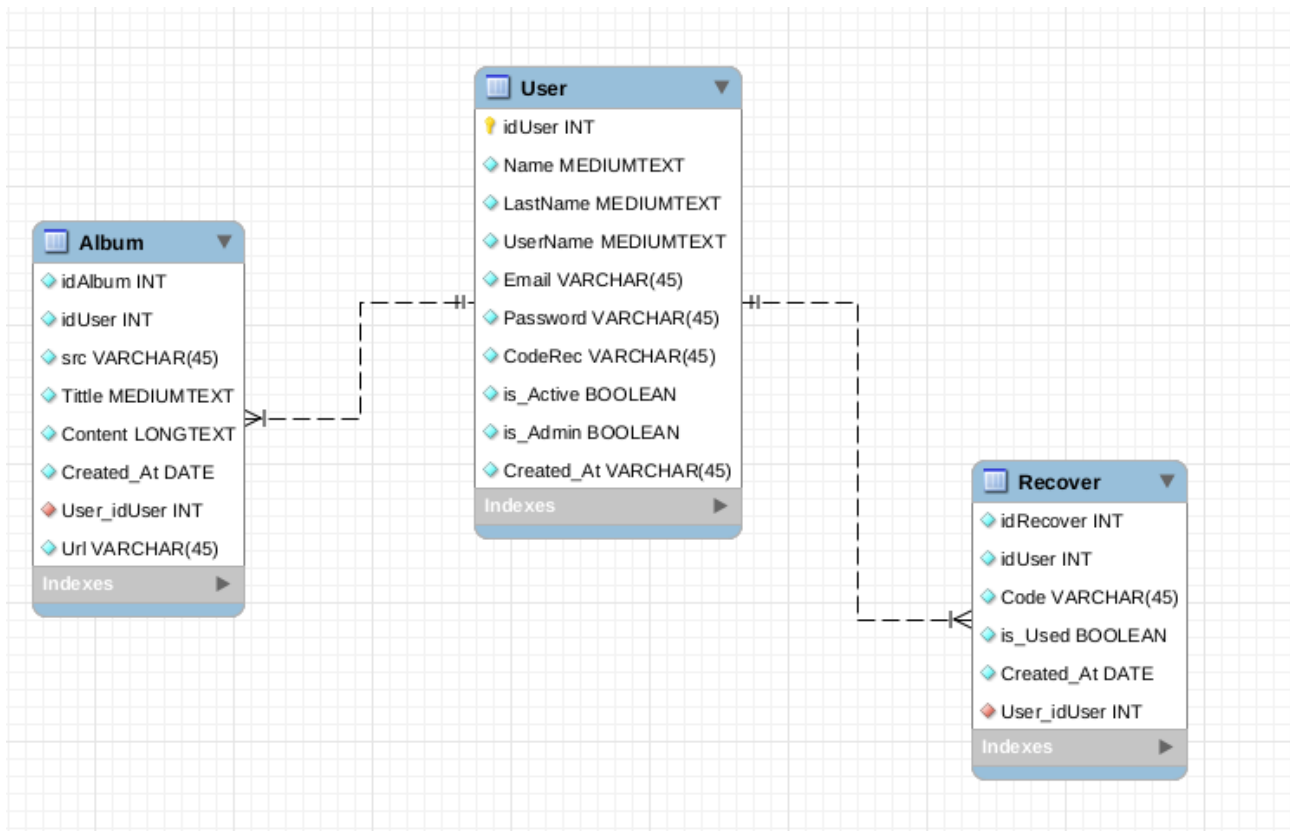 User
idUser INT
Name MEDIUMTEXT
LastName MEDIUMTEXT
UserName MEDIUMTEXT
Email VARCHAR(45)
Password VARCHAR(45)
CodeRec VARCHAR(45)
is_Active BOOLEAN
is_Admin BOOLEAN
Created_At VARCHAR(45)
Indexes
Album
idAlbum INT
idUser INT
src VARCHAR(45)
Tittle MEDIUMTEXT
Content LONGTEXT
Created_At DATE
User_idUser INT
Url VARCHAR(45)
Indexes
Recover
idRecover INT
idUser INT
Code VARCHAR(45)
is_Used BOOLEAN
Created_At DATE
User_idUser INT
Indexes